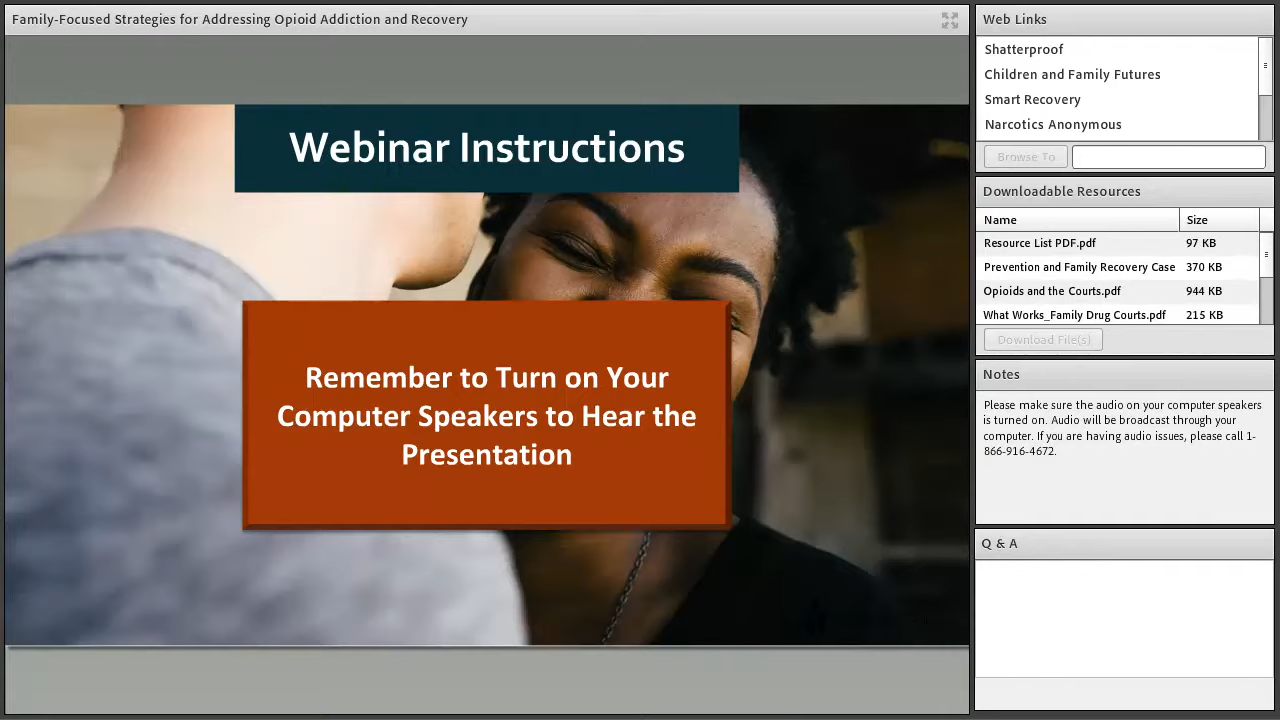 Family-Focused Strategies for Addressing Opioid Addiction and Recovery
Webinar Instructions
Remember to Turn on Your
Computer Speakers to Hear the
Presentation
Web Links
Shatterproof
Children and Family Futures
Smart Recovery
Narcotics Anonymous
Browse To
Downloadable Resources
Name Size
Resource List PDF.pdf 97 KB
Prevention and Family Recovery Case 370 KB
Opioids and the Courts.pdf 944 KB
What Works_Family Drug Courts.pdf 215 KB
Download File(s)
Notes
Please make sure the audio on your computer speakers
is turned on. Audio will be broadcast through your
computer. If you are having audio issues, please call 1-
866-916-4672.
Q & A